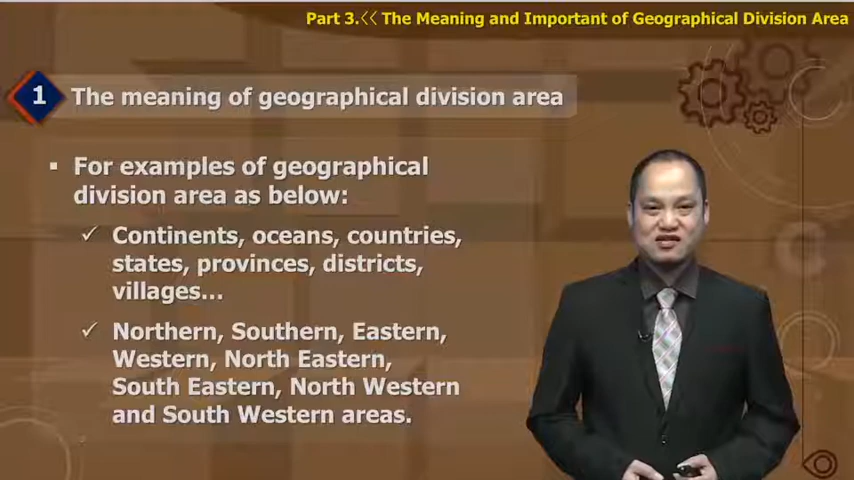 Part 3.<< The Meaning and Important of Geographical Division Area
1
The meaning of geographical division area
▪ For examples of geographical
division area as below:
✓ Continents, oceans, countries,
states, provinces, districts,
villages...
✓ Northern, Southern, Eastern,
Western, North Eastern,
South Eastern, North Western
and South Western areas.